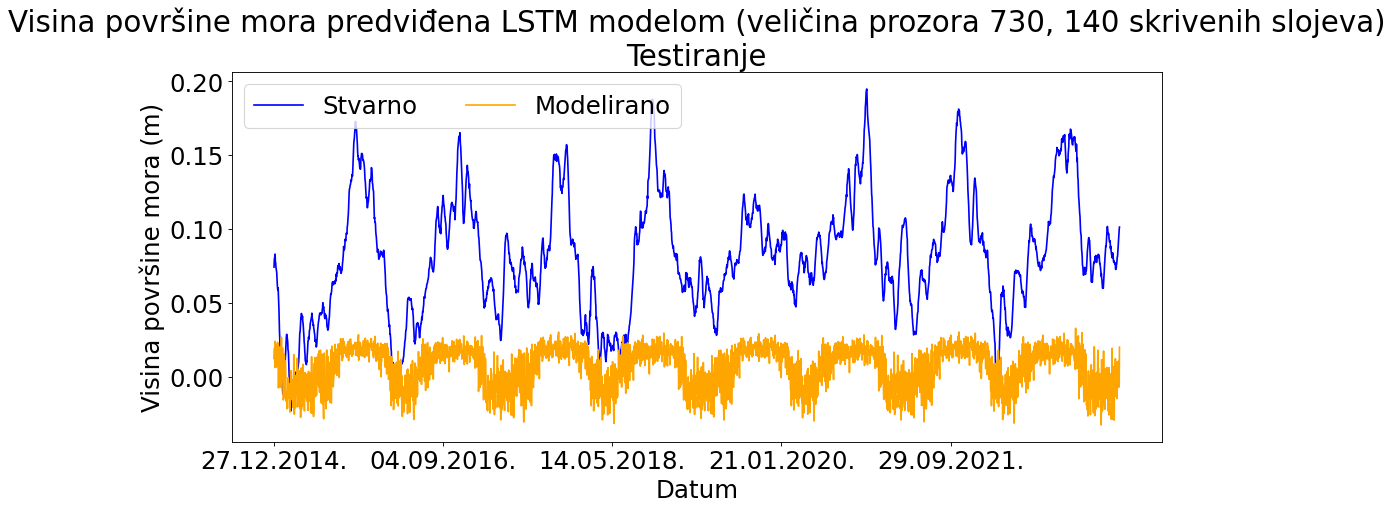 Visina površine mora predviđena LSTM modelom (veličina prozora 730, 140 skrivenih slojeva)
Testiranje
Stvarno
Modelirano
Visina površine mora (m)
0.20
0.15
0.10
0.05
0.00
27.12.2014.
04.09.2016.
14.05.2018.
21.01.2020.
29.09.2021.
Datum